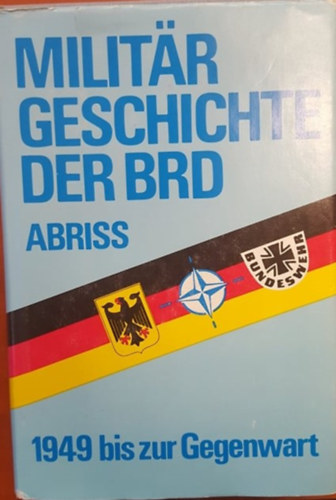 MILITÄR
GESCHICHTE
DER BRD
ABRISS
BUNDESWEHR
1949 bis zur Gegenwart